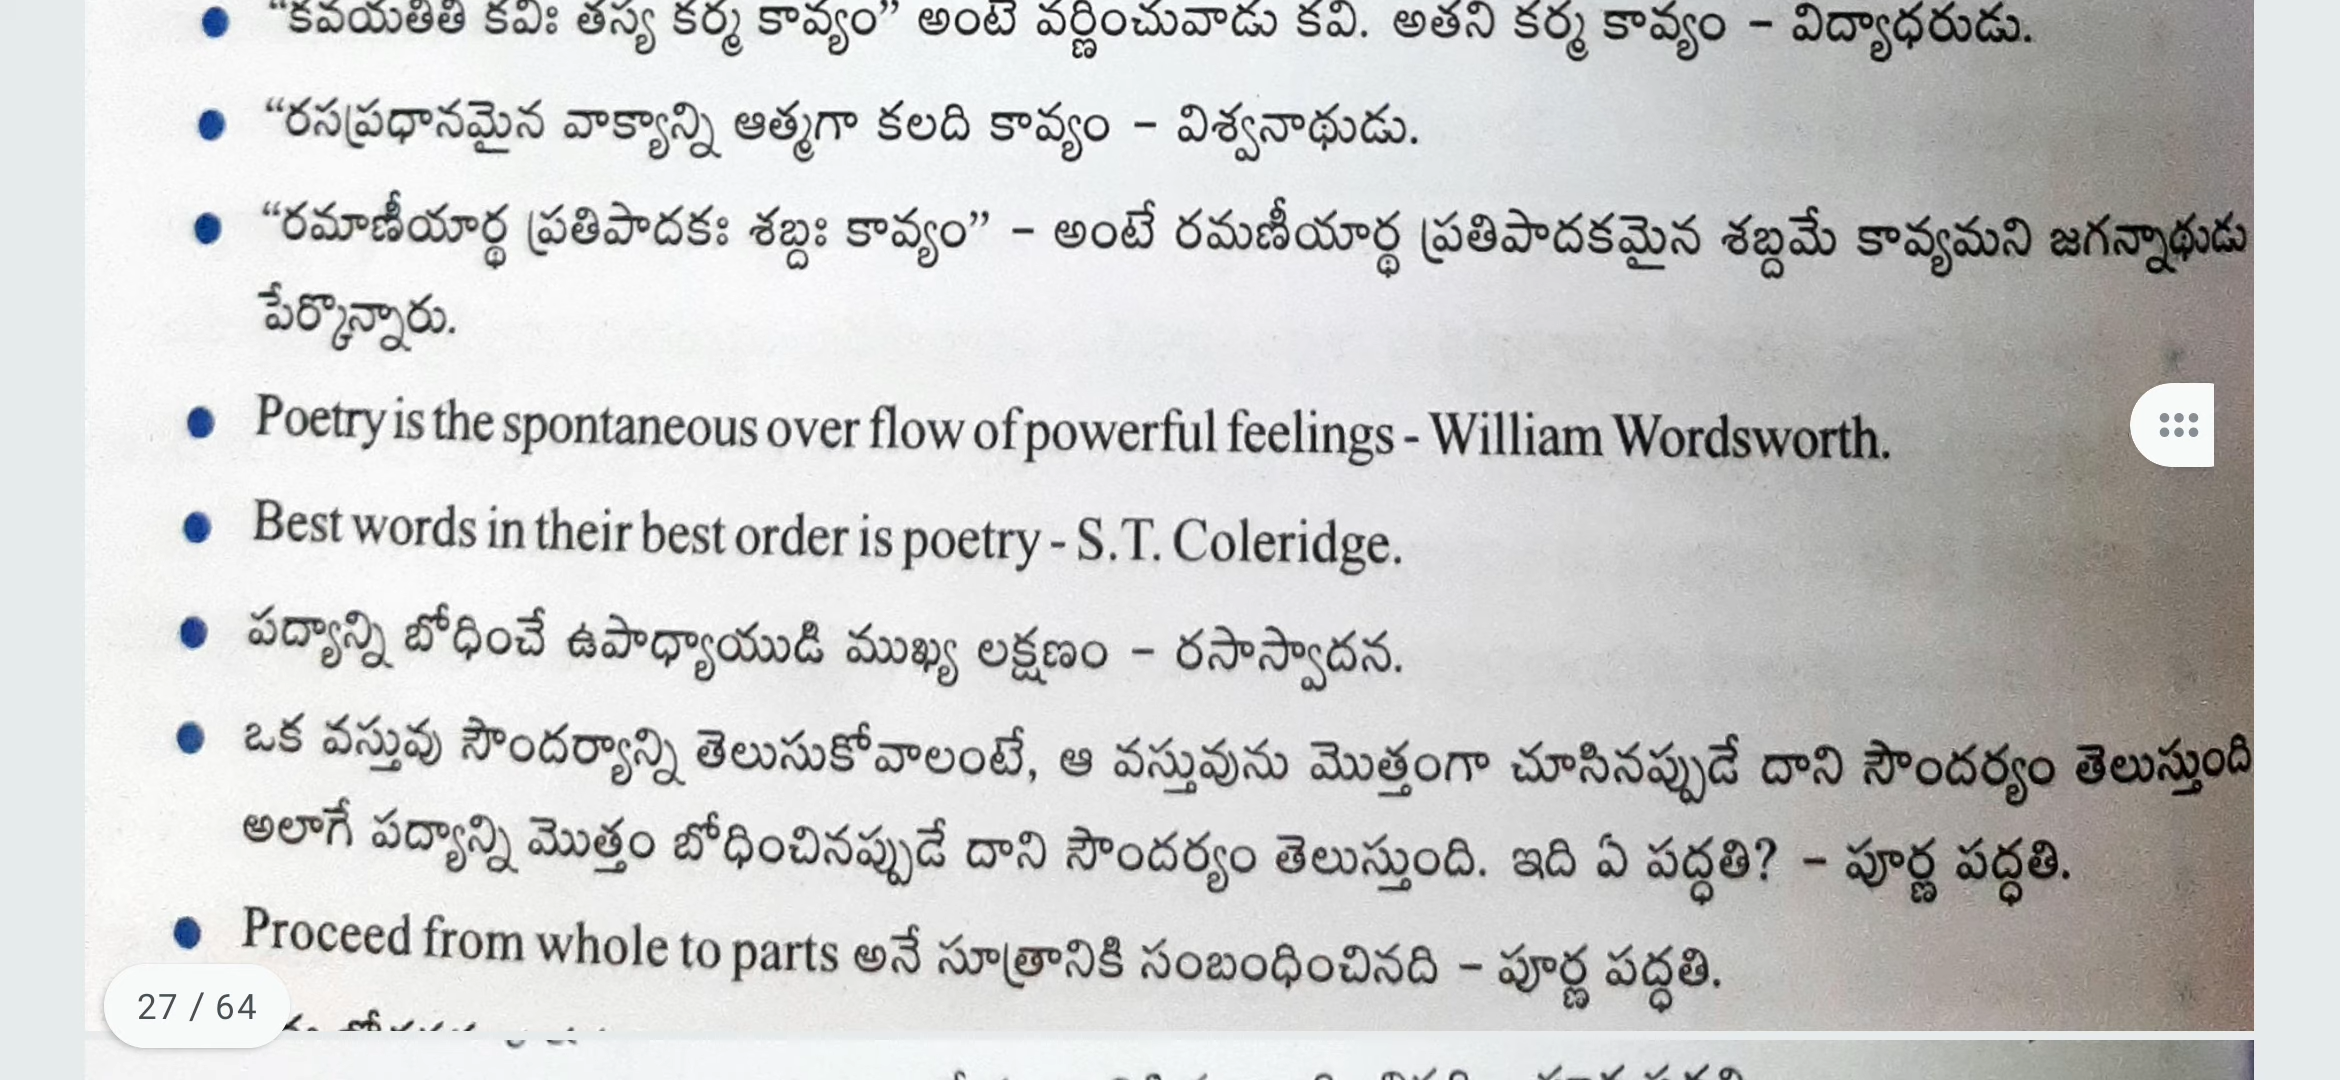 “కవయతీతి కవిః తస్య కర్మ కావ్యం” అంటే వర్ణించువాడు కవి. అతని కర్మ కావ్యం – విద్యాధరుడు.
“రసప్రధానమైన వాక్యాన్ని ఆత్మగా కలది కావ్యం – విశ్వనాథుడు.
“రమాణీయార్థ ప్రతిపాదకః శబ్దః కావ్యం” – అంటే రమణీయార్థ ప్రతిపాదకమైన శబ్దమే కావ్యమని జగన్నాథుడు
పేర్కొన్నారు.
Poetry is the spontaneous over flow of powerful feelings - William Wordsworth.
Best words in their best order is poetry - S.T. Coleridge.
పద్యాన్ని బోధించే ఉపాధ్యాయుడి ముఖ్య లక్షణం – రసాస్వాదన.
ఒక వస్తువు సౌందర్యాన్ని తెలుసుకోవాలంటే, ఆ వస్తువును మొత్తంగా చూసినప్పుడే దాని సౌందర్యం తెలుస్తుంది
అలాగే పద్యాన్ని మొత్తం బోధించినప్పుడే దాని సౌందర్యం తెలుస్తుంది. ఇది ఏ పద్ధతి? – పూర్ణ పద్ధతి.
Proceed from whole to parts అనే సూత్రానికి సంబంధించినది – పూర్ణ పద్ధతి.
27 / 64